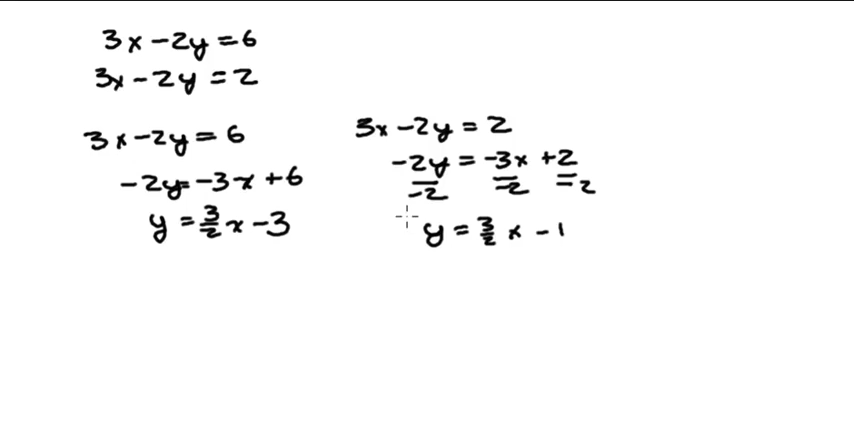 3x - 2y = 6
3x - 2y = 2
3x - 2y = 6
-2y = -3x + 6
y = 3/2 x - 3
3x - 2y = 2
-2y = -3x + 2
-2 -2 -2
y = 3/2 x - 1